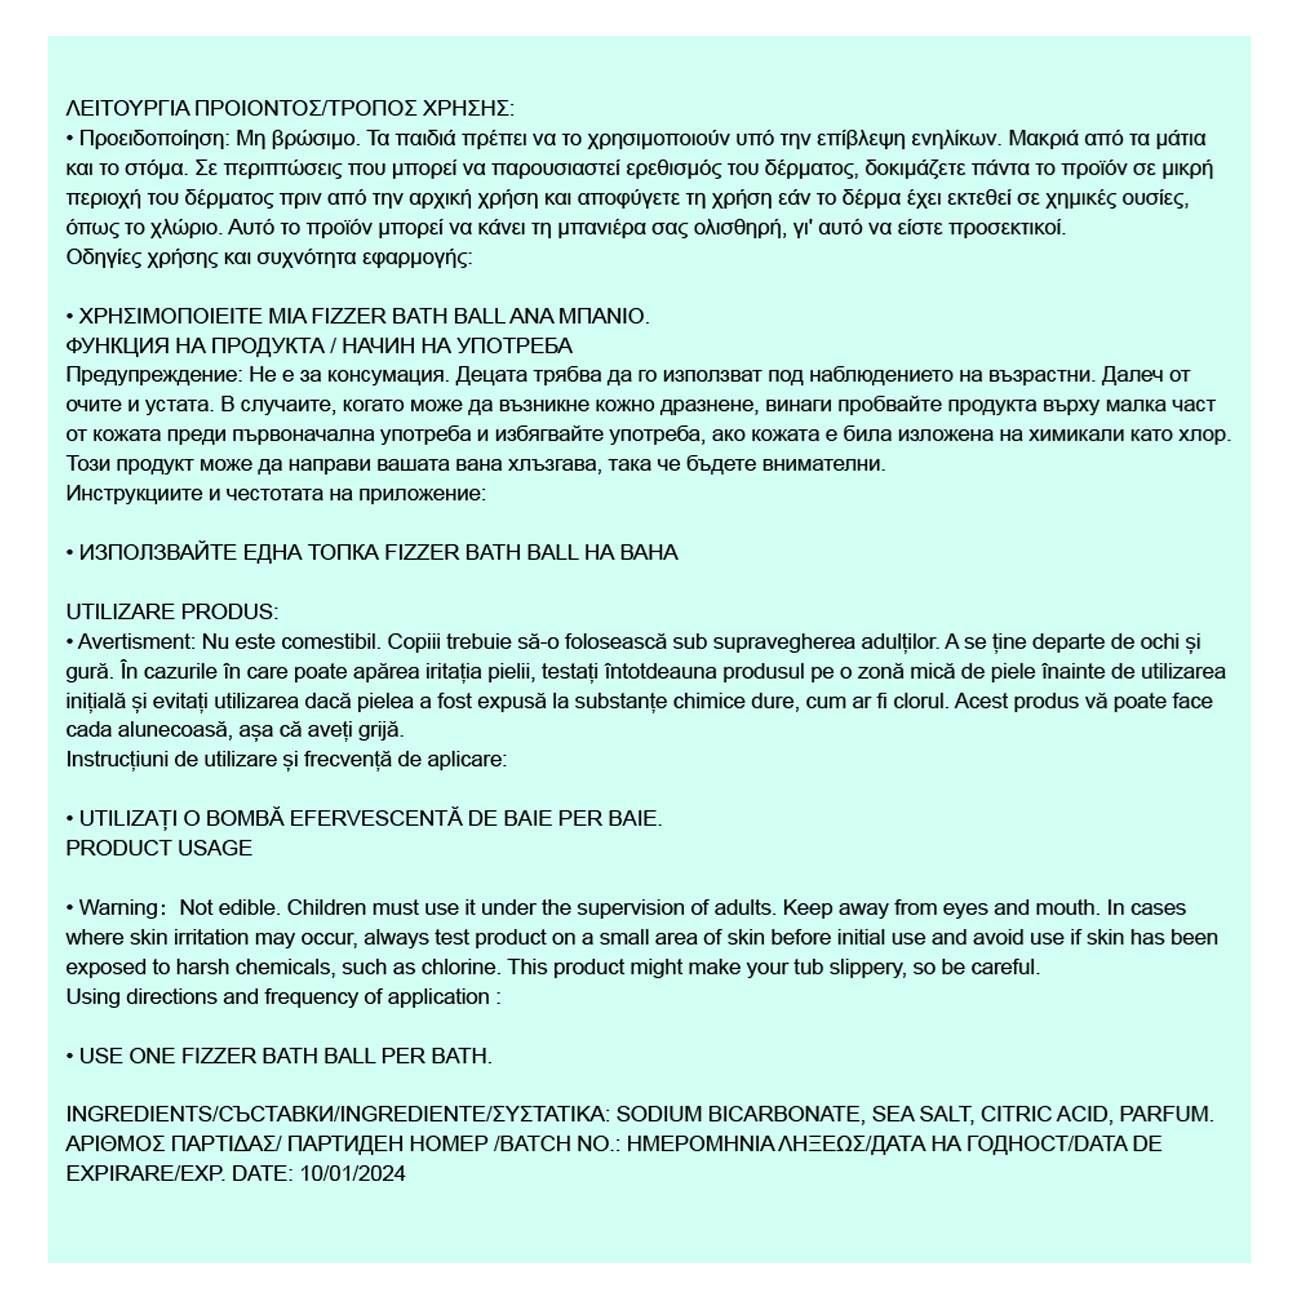 ΛΕΙΤΟΥΡΓΙΑ ΠΡΟΙΟΝΤΟΣ/ΤΡΟΠΟΣ ΧΡΗΣΗΣ:
• Προειδοποίηση: Μη βρώσιμο. Τα παιδιά πρέπει να το χρησιμοποιούν υπό την επίβλεψη ενηλίκων. Μακριά από τα μάτια
και το στόμα. Σε περιπτώσεις που μπορεί να παρουσιαστεί ερεθισμός του δέρματος, δοκιμάζετε πάντα το προϊόν σε μικρή
περιοχή του δέρματος πριν από την αρχική χρήση και αποφύγετε τη χρήση εάν το δέρμα έχει εκτεθεί σε χημικές ουσίες,
όπως το χλώριο. Αυτό το προϊόν μπορεί να κάνει τη μπανιέρα σας ολισθηρή, γι' αυτό να είστε προσεκτικοί.
Οδηγίες χρήσης και συχνότητα εφαρμογής:
• ΧΡΗΣΙΜΟΠΟΙΕΙΤΕ ΜΙΑ FIZZER BATH BALL ΑΝΑ ΜΠΑΝΙΟ.
ФУНКЦИЯ НА ПРОДУКТА / НАЧИН НА УПОТРЕБА
Предупреждение: Не е за консумация. Децата трябва да го използват под наблюдението на възрастни. Далеч от
очите и устата. В случаите, когато може да възникне кожно дразнене, винаги пробвайте продукта върху малка част
от кожата преди първоначална употреба и избягвайте употреба, ако кожата е била изложена на химикали като хлор.
Този продукт може да направи вашата вана хлъзгава, така че бъдете внимателни.
Инструкциите и честотата на приложение:
• ИЗПОЛЗВАЙТЕ ЕДНА ТОПКА FIZZER BATH BALL НА ВАНА
UTILIZARE PRODUS:
• Avertisment: Nu este comestibil. Copiii trebuie să-o folosească sub supravegherea adulților. A se ține departe de ochi și
gură. În cazurile în care poate apărea iritația pielii, testați întotdeauna produsul pe o zonă mică de piele înainte de utilizarea
inițială și evitați utilizarea dacă pielea a fost expusă la substanțe chimice dure, cum ar fi clorul. Acest produs vă poate face
cada alunecoasă, așa că aveți grijă.
Instrucțiuni de utilizare și frecvență de aplicare:
• UTILIZAȚI O BOMBĂ EFERVESCENTĂ DE BAIE PER BAIE.
PRODUCT USAGE
• Warning：Not edible. Children must use it under the supervision of adults. Keep away from eyes and mouth. In cases
where skin irritation may occur, always test product on a small area of skin before initial use and avoid use if skin has been
exposed to harsh chemicals, such as chlorine. This product might make your tub slippery, so be careful.
Using directions and frequency of application :
• USE ONE FIZZER BATH BALL PER BATH.
INGREDIENTS/СЪСТАВКИ/INGREDIENTE/ΣΥΣΤΑΤΙΚΑ: SODIUM BICARBONATE, SEA SALT, CITRIC ACID, PARFUM.
ΑΡΙΘΜΟΣ ΠΑΡΤΙΔΑΣ/ ПАРТИДЕН НОМЕР /BATCH NO.: ΗΜΕΡΟΜΗΝΙΑ ΛΗΞΕΩΣ/ДАТА НА ГОДНОСТ/DATA DE
EXPIRARE/EXP. DATE: 10/01/2024